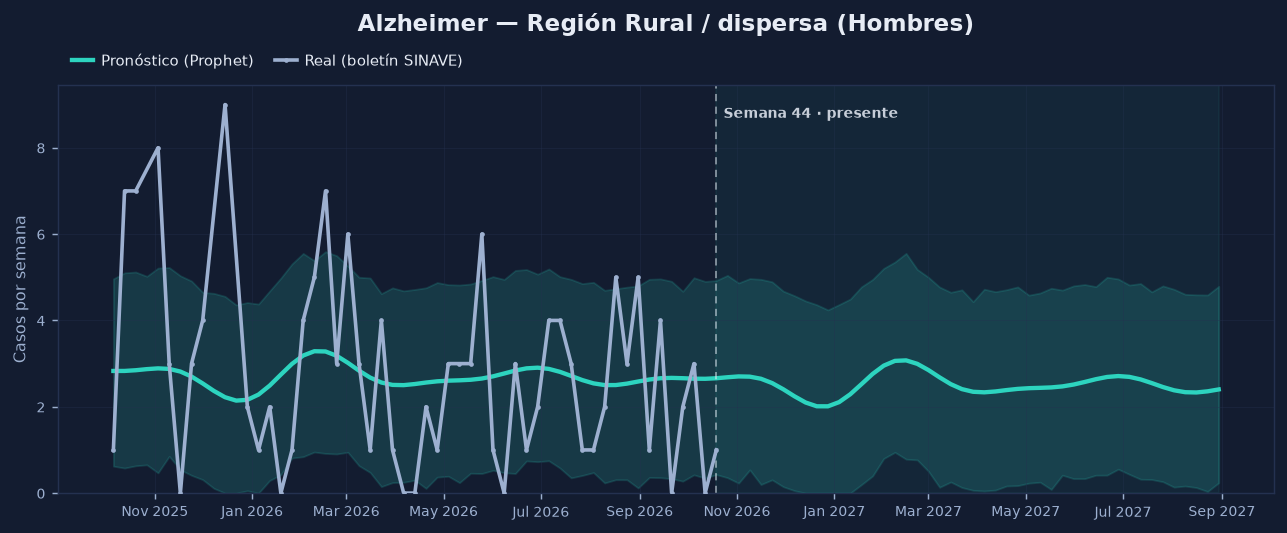 Alzheimer — Región Rural / dispersa (Hombres)
Pronóstico (Prophet) Real (boletín SINAVE)
Semana 44 · presente
Casos por semana
8
6
4
2
0
Nov 2025 Jan 2026 Mar 2026 May 2026 Jul 2026 Sep 2026 Nov 2026 Jan 2027 Mar 2027 May 2027 Jul 2027 Sep 2027